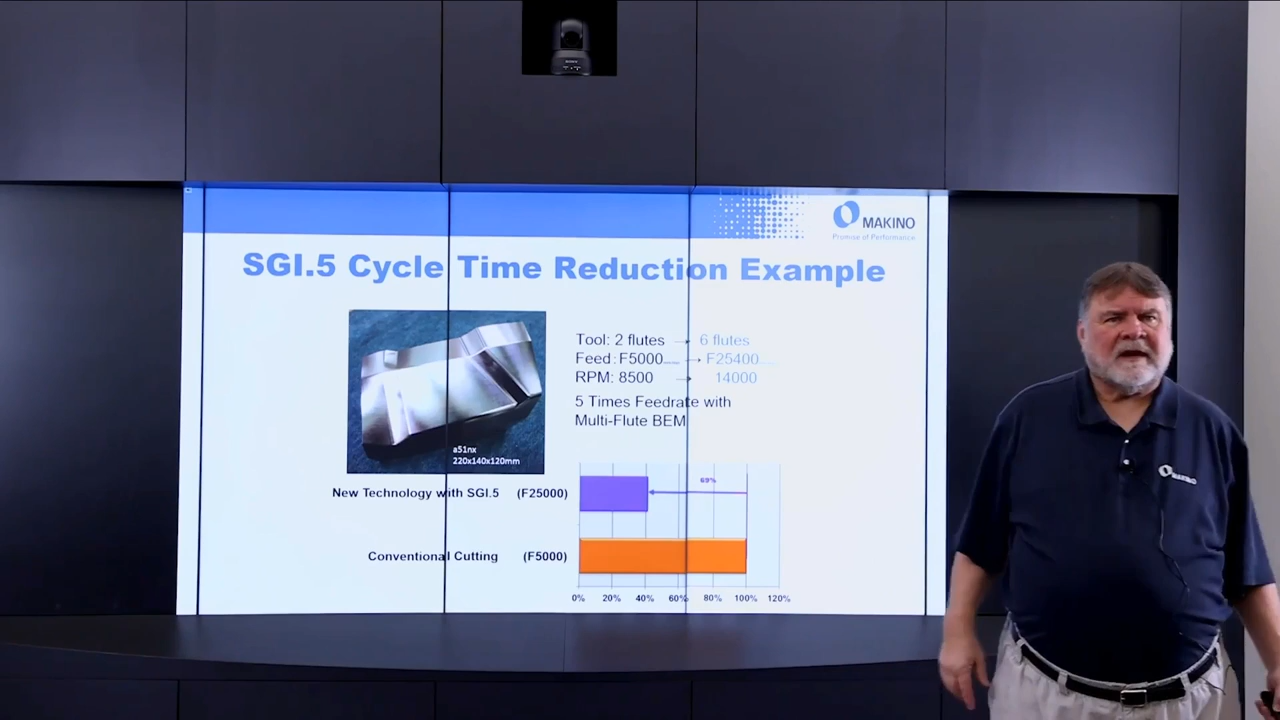 MAKINO
Promise of Performance
SGI.5 Cycle Time Reduction Example
Tool: 2 flutes → 6 flutes
Feed: F5000 → F25400
RPM: 8500 → 14000
5 Times Feedrate with
Multi-Flute BEM
a51nx
220x140x120mm
69%
New Technology with SGI.5 (F25000)
Conventional Cutting (F5000)
0% 20% 40% 60% 80% 100% 120%
MAKINO